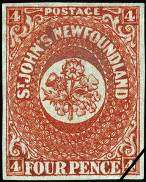 4 POSTAGE 4
ST. JOHN'S NEWFOUNDLAND
4 FOUR PENCE 4